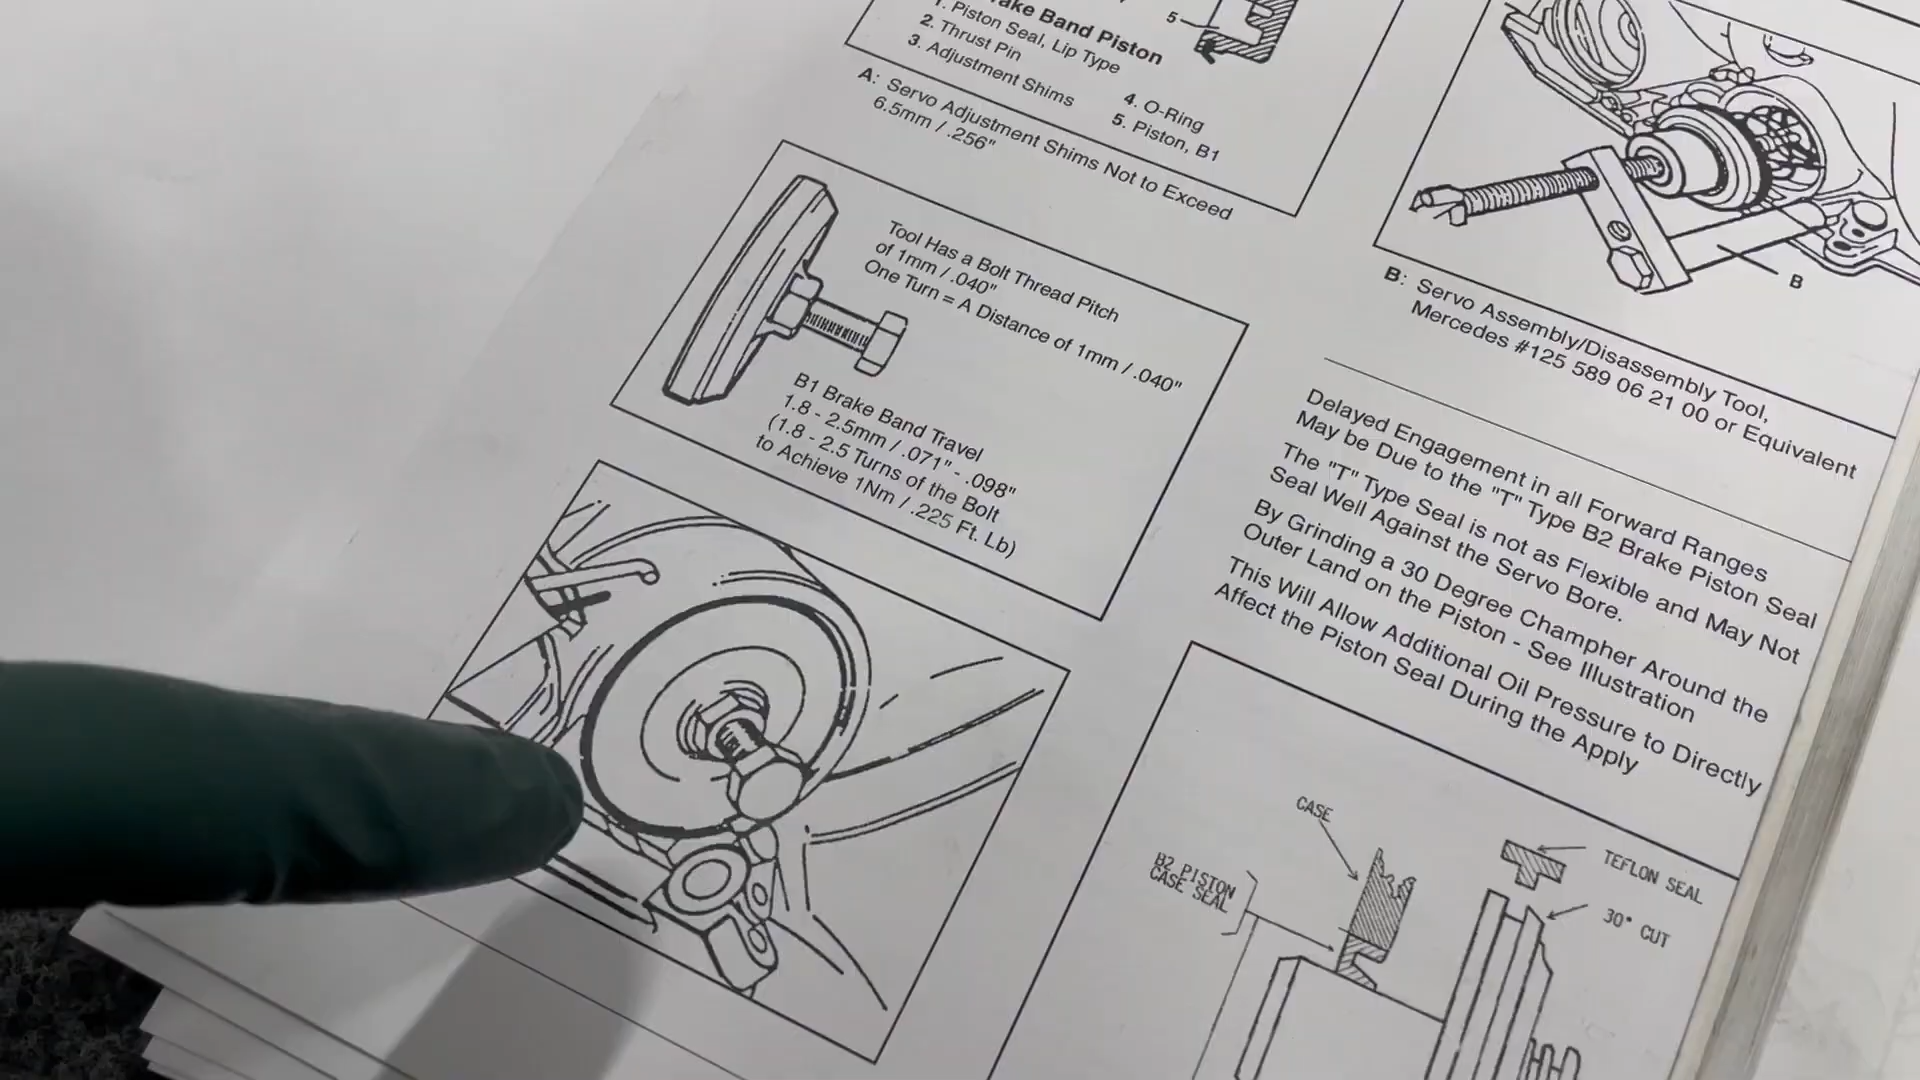 Brake Band Piston
1. Piston Seal, Lip Type
2. Thrust Pin
3. Adjustment Shims
4. O-Ring
5. Piston, B1
5
A: Servo Adjustment Shims Not to Exceed
6.5mm / .256"
Tool Has a Bolt Thread Pitch
of 1mm / .040"
One Turn = A Distance of 1mm / .040"
B1 Brake Band Travel
1.8 - 2.5mm / .071" - .098"
(1.8 - 2.5 Turns of the Bolt
to Achieve 1Nm / .225 Ft. Lb)
B
B: Servo Assembly/Disassembly Tool,
Mercedes #125 589 06 21 00 or Equivalent
Delayed Engagement in all Forward Ranges
May be Due to the "T" Type B2 Brake Piston Seal
The "T" Type Seal is not as Flexible and May Not
Seal Well Against the Servo Bore.
By Grinding a 30 Degree Champher Around the
Outer Land on the Piston - See Illustration
This Will Allow Additional Oil Pressure to Directly
Affect the Piston Seal During the Apply
CASE
B2 PISTON
CASE SEAL
TEFLON SEAL
30° CUT